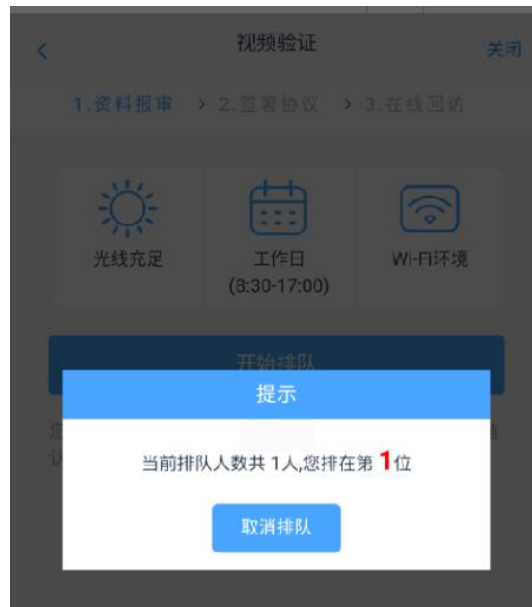 视频验证
关闭
1.资料报审 > 2.签署协议 > 3.在线回访
光线充足
工作日
(8:30-17:00)
Wi-Fi环境
开始排队
提示
当前排队人数共 1人,您排在第 1位
取消排队